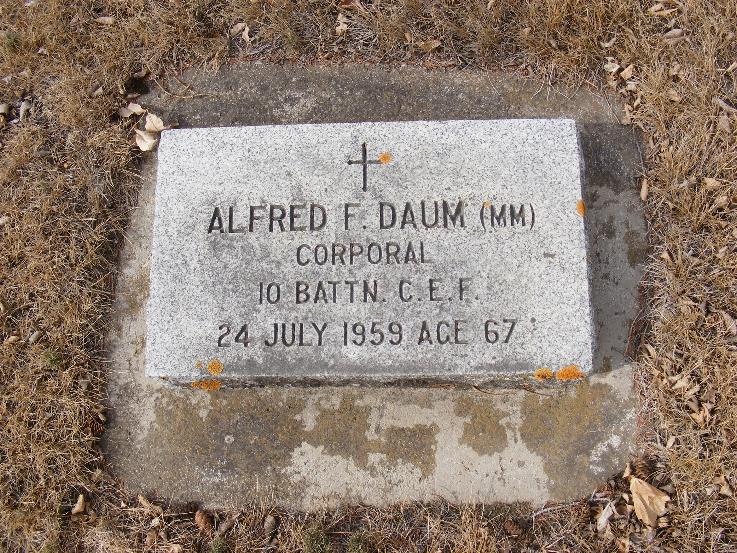 ALFRED F. DAUM (MM)
CORPORAL
10 BATTN. C.E.F.
24 JULY 1959 AGE 67